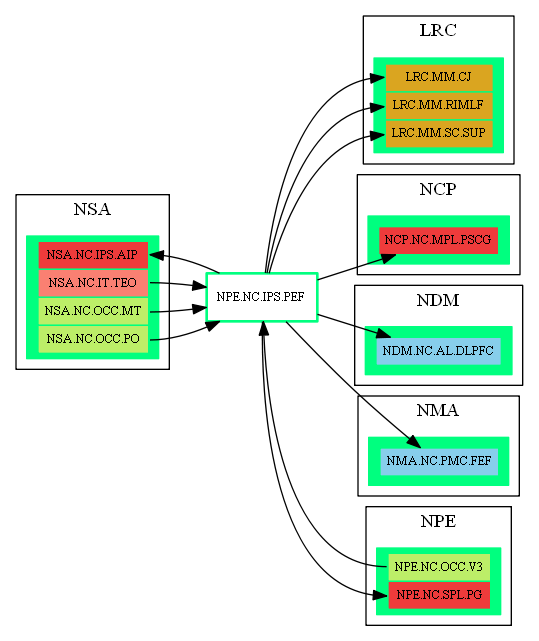 NSA
NSA.NC.IPS.AIP
NSA.NC.IT.TEO
NSA.NC.OCC.MT
NSA.NC.OCC.PO
NPE.NC.IPS.PEF
LRC
LRC.MM.CJ
LRC.MM.RIMLF
LRC.MM.SC.SUP
NCP
NCP.NC.MPL.PSCG
NDM
NDM.NC.AL.DLPFC
NMA
NMA.NC.PMC.FEF
NPE
NPE.NC.OCC.V3
NPE.NC.SPL.PG